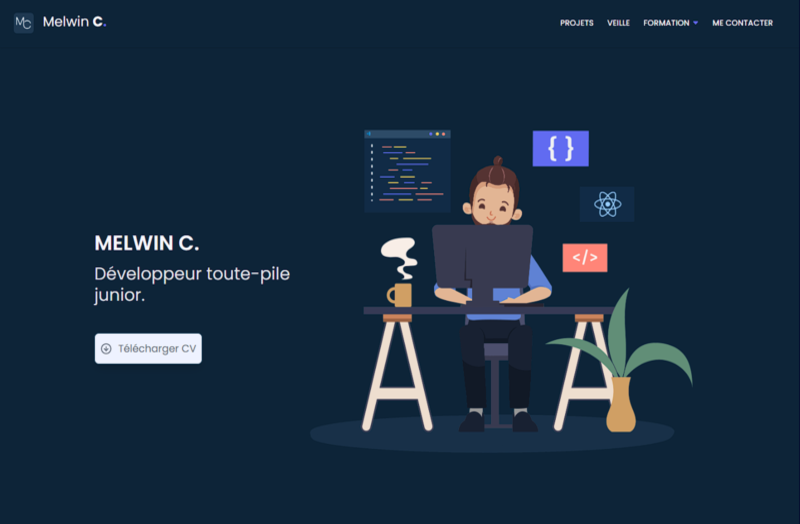 MC Melwin C.
PROJETS VEILLE FORMATION ME CONTACTER
{ }
</>
MELWIN C.
Développeur toute-pile
junior.
Télécharger CV